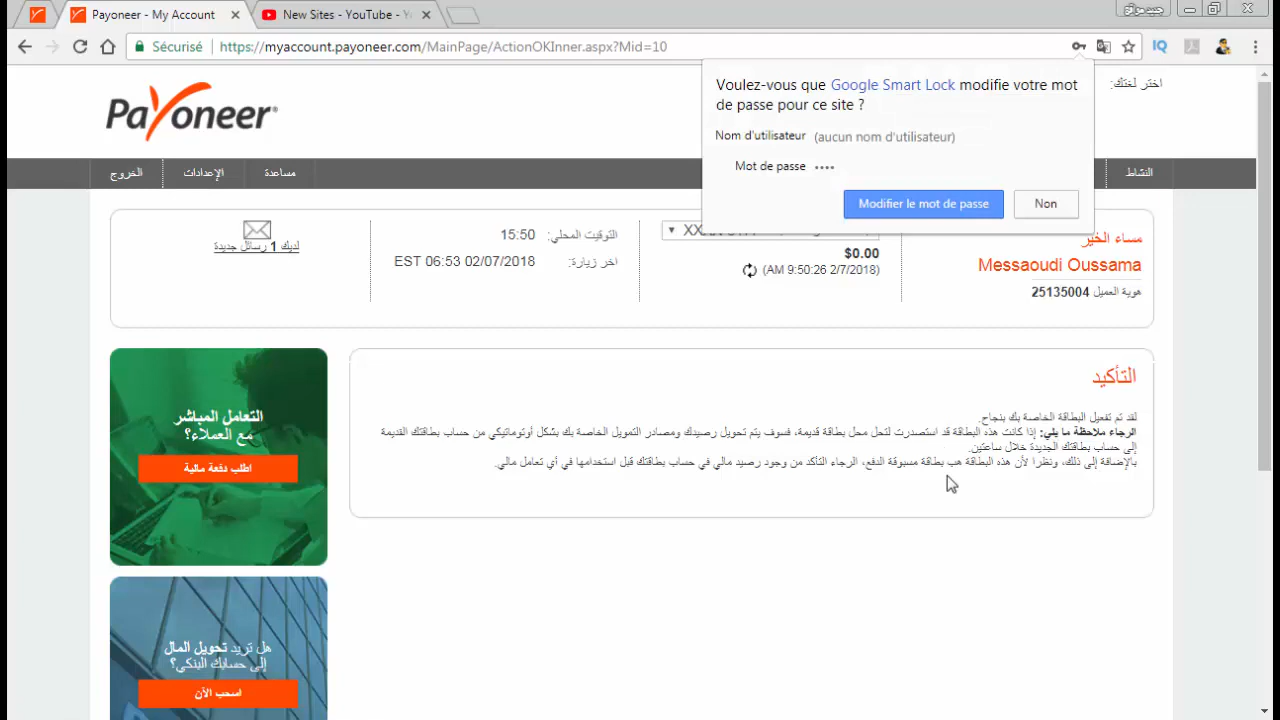 Payoneer - My Account
New Sites - YouTube - Y
Sécurisé
https://myaccount.payoneer.com/MainPage/ActionOKInner.aspx?Mid=10
Voulez-vous que Google Smart Lock modifie votre mot
de passe pour ce site ?
Nom d'utilisateur (aucun nom d'utilisateur)
Mot de passe ••••
Modifier le mot de passe
Non
اختر لغتك:
Payoneer®
النشاط
مساعدة
الإعدادات
الخروج
مساء الخير
Messaoudi Oussama
هوية العميل 25135004
$0.00
(AM 9:50:26 2/7/2018)
التوقيت المحلي: 15:50
اخر زيارة: EST 06:53 02/07/2018
لديك 1 رسائل جديدة
التأكيد
لقد تم تفعيل البطاقة الخاصة بك بنجاح.
الرجاء ملاحظة ما يلي: إذا كانت هذه البطاقة قد استصدرت لتحل محل بطاقة قديمة، فسوف يتم تحويل رصيدك ومصادر التمويل الخاصة بك بشكل أوتوماتيكي من حساب بطاقتك القديمة
إلى حساب بطاقتك الجديدة خلال ساعتين.
بالإضافة إلى ذلك، ونظرا لأن هذه البطاقة هب بطاقة مسبوقة الدفع، الرجاء التأكد من وجود رصيد مالي في حساب بطاقتك قبل استخدامها في أي تعامل مالي.
التعامل المباشر
مع العملاء؟
اطلب دفعة مالية
هل تريد تحويل المال
إلى حسابك البنكي؟
اسحب الآن